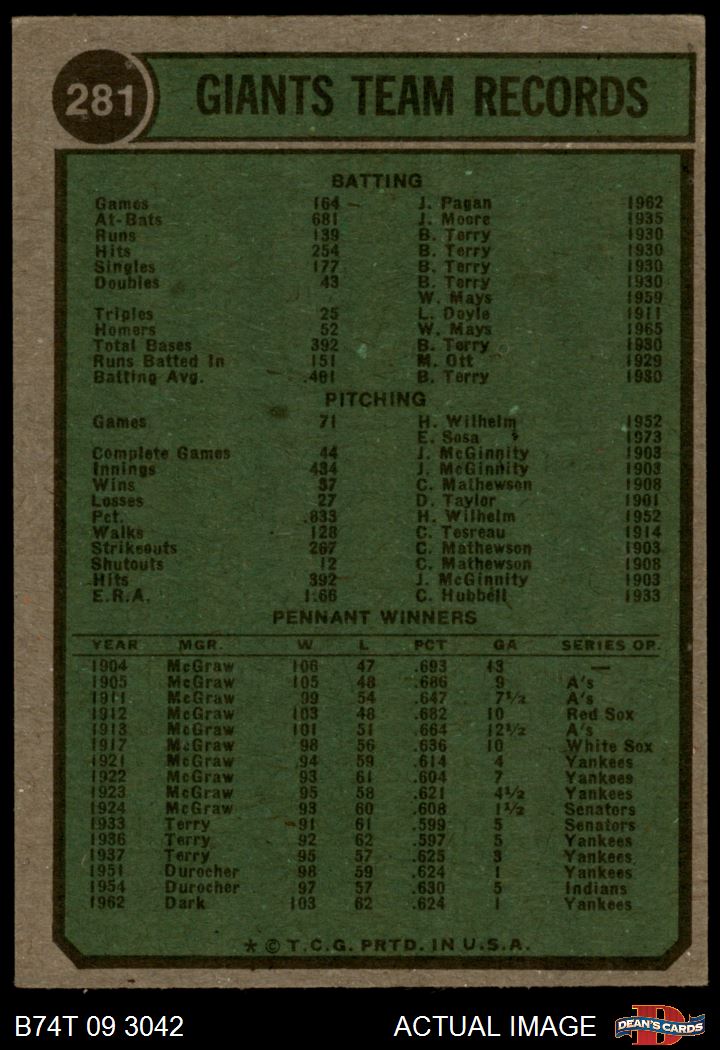 281 GIANTS TEAM RECORDS
BATTING
Games 164 J. Pagan 1962
At-Bats 681 J. Moore 1935
Runs 139 B. Terry 1930
Hits 254 B. Terry 1930
Singles 177 B. Terry 1930
Doubles 43 B. Terry 1930
W. Mays 1959
Triples 25 L. Doyle 1911
Homers 52 W. Mays 1965
Total Bases 392 B. Terry 1930
Runs Batted In 151 M. Ott 1929
Batting Avg. .401 B. Terry 1930
PITCHING
Games 71 H. Wilhelm 1952
E. Sosa 1973
Complete Games 44 J. McGinnity 1903
Innings 434 J. McGinnity 1903
Wins 37 C. Mathewson 1908
Losses 27 D. Taylor 1901
Pct. .833 H. Wilhelm 1952
Walks 128 C. Tesreau 1914
Strikeouts 267 C. Mathewson 1903
Shutouts 12 C. Mathewson 1908
Hits 392 J. McGinnity 1903
E.R.A. 1.66 C. Hubbell 1933
PENNANT WINNERS
YEAR MGR. W L PCT GA SERIES OP.
1904 McGraw 106 47 .693 13 —
1905 McGraw 105 48 .686 9 A's
1911 McGraw 99 54 .647 7½ A's
1912 McGraw 103 48 .682 10 Red Sox
1913 McGraw 101 51 .664 12½ A's
1917 McGraw 98 56 .636 10 White Sox
1921 McGraw 94 59 .614 4 Yankees
1922 McGraw 93 61 .604 7 Yankees
1923 McGraw 95 58 .621 4½ Yankees
1924 McGraw 93 60 .608 1½ Senators
1933 Terry 91 61 .599 5 Senators
1936 Terry 92 62 .597 5 Yankees
1937 Terry 95 57 .625 3 Yankees
1951 Durocher 98 59 .624 1 Yankees
1954 Durocher 97 57 .630 5 Indians
1962 Dark 103 62 .624 1 Yankees
* © T.C.G. PRTD. IN U.S.A.
B74T 09 3042 ACTUAL IMAGE DEAN'S CARDS